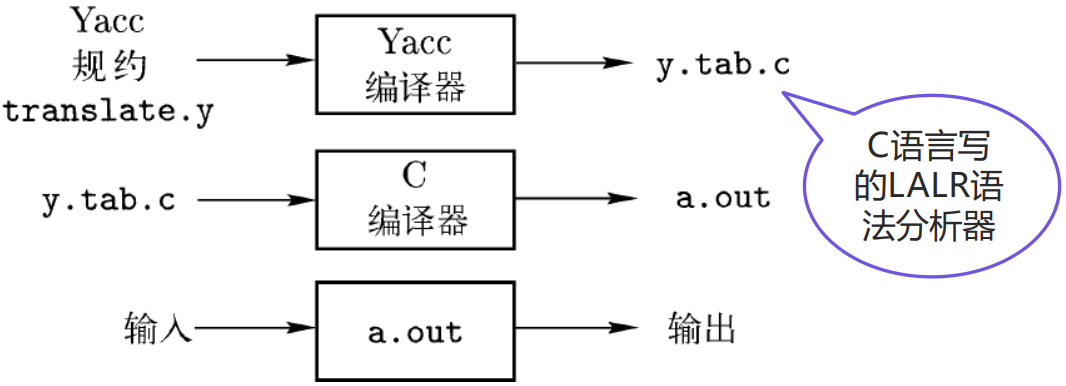 Yacc
规约
translate.y
Yacc
编译器
y.tab.c
C语言写
的LALR语
法分析器
y.tab.c
C
编译器
a.out
输入
a.out
输出